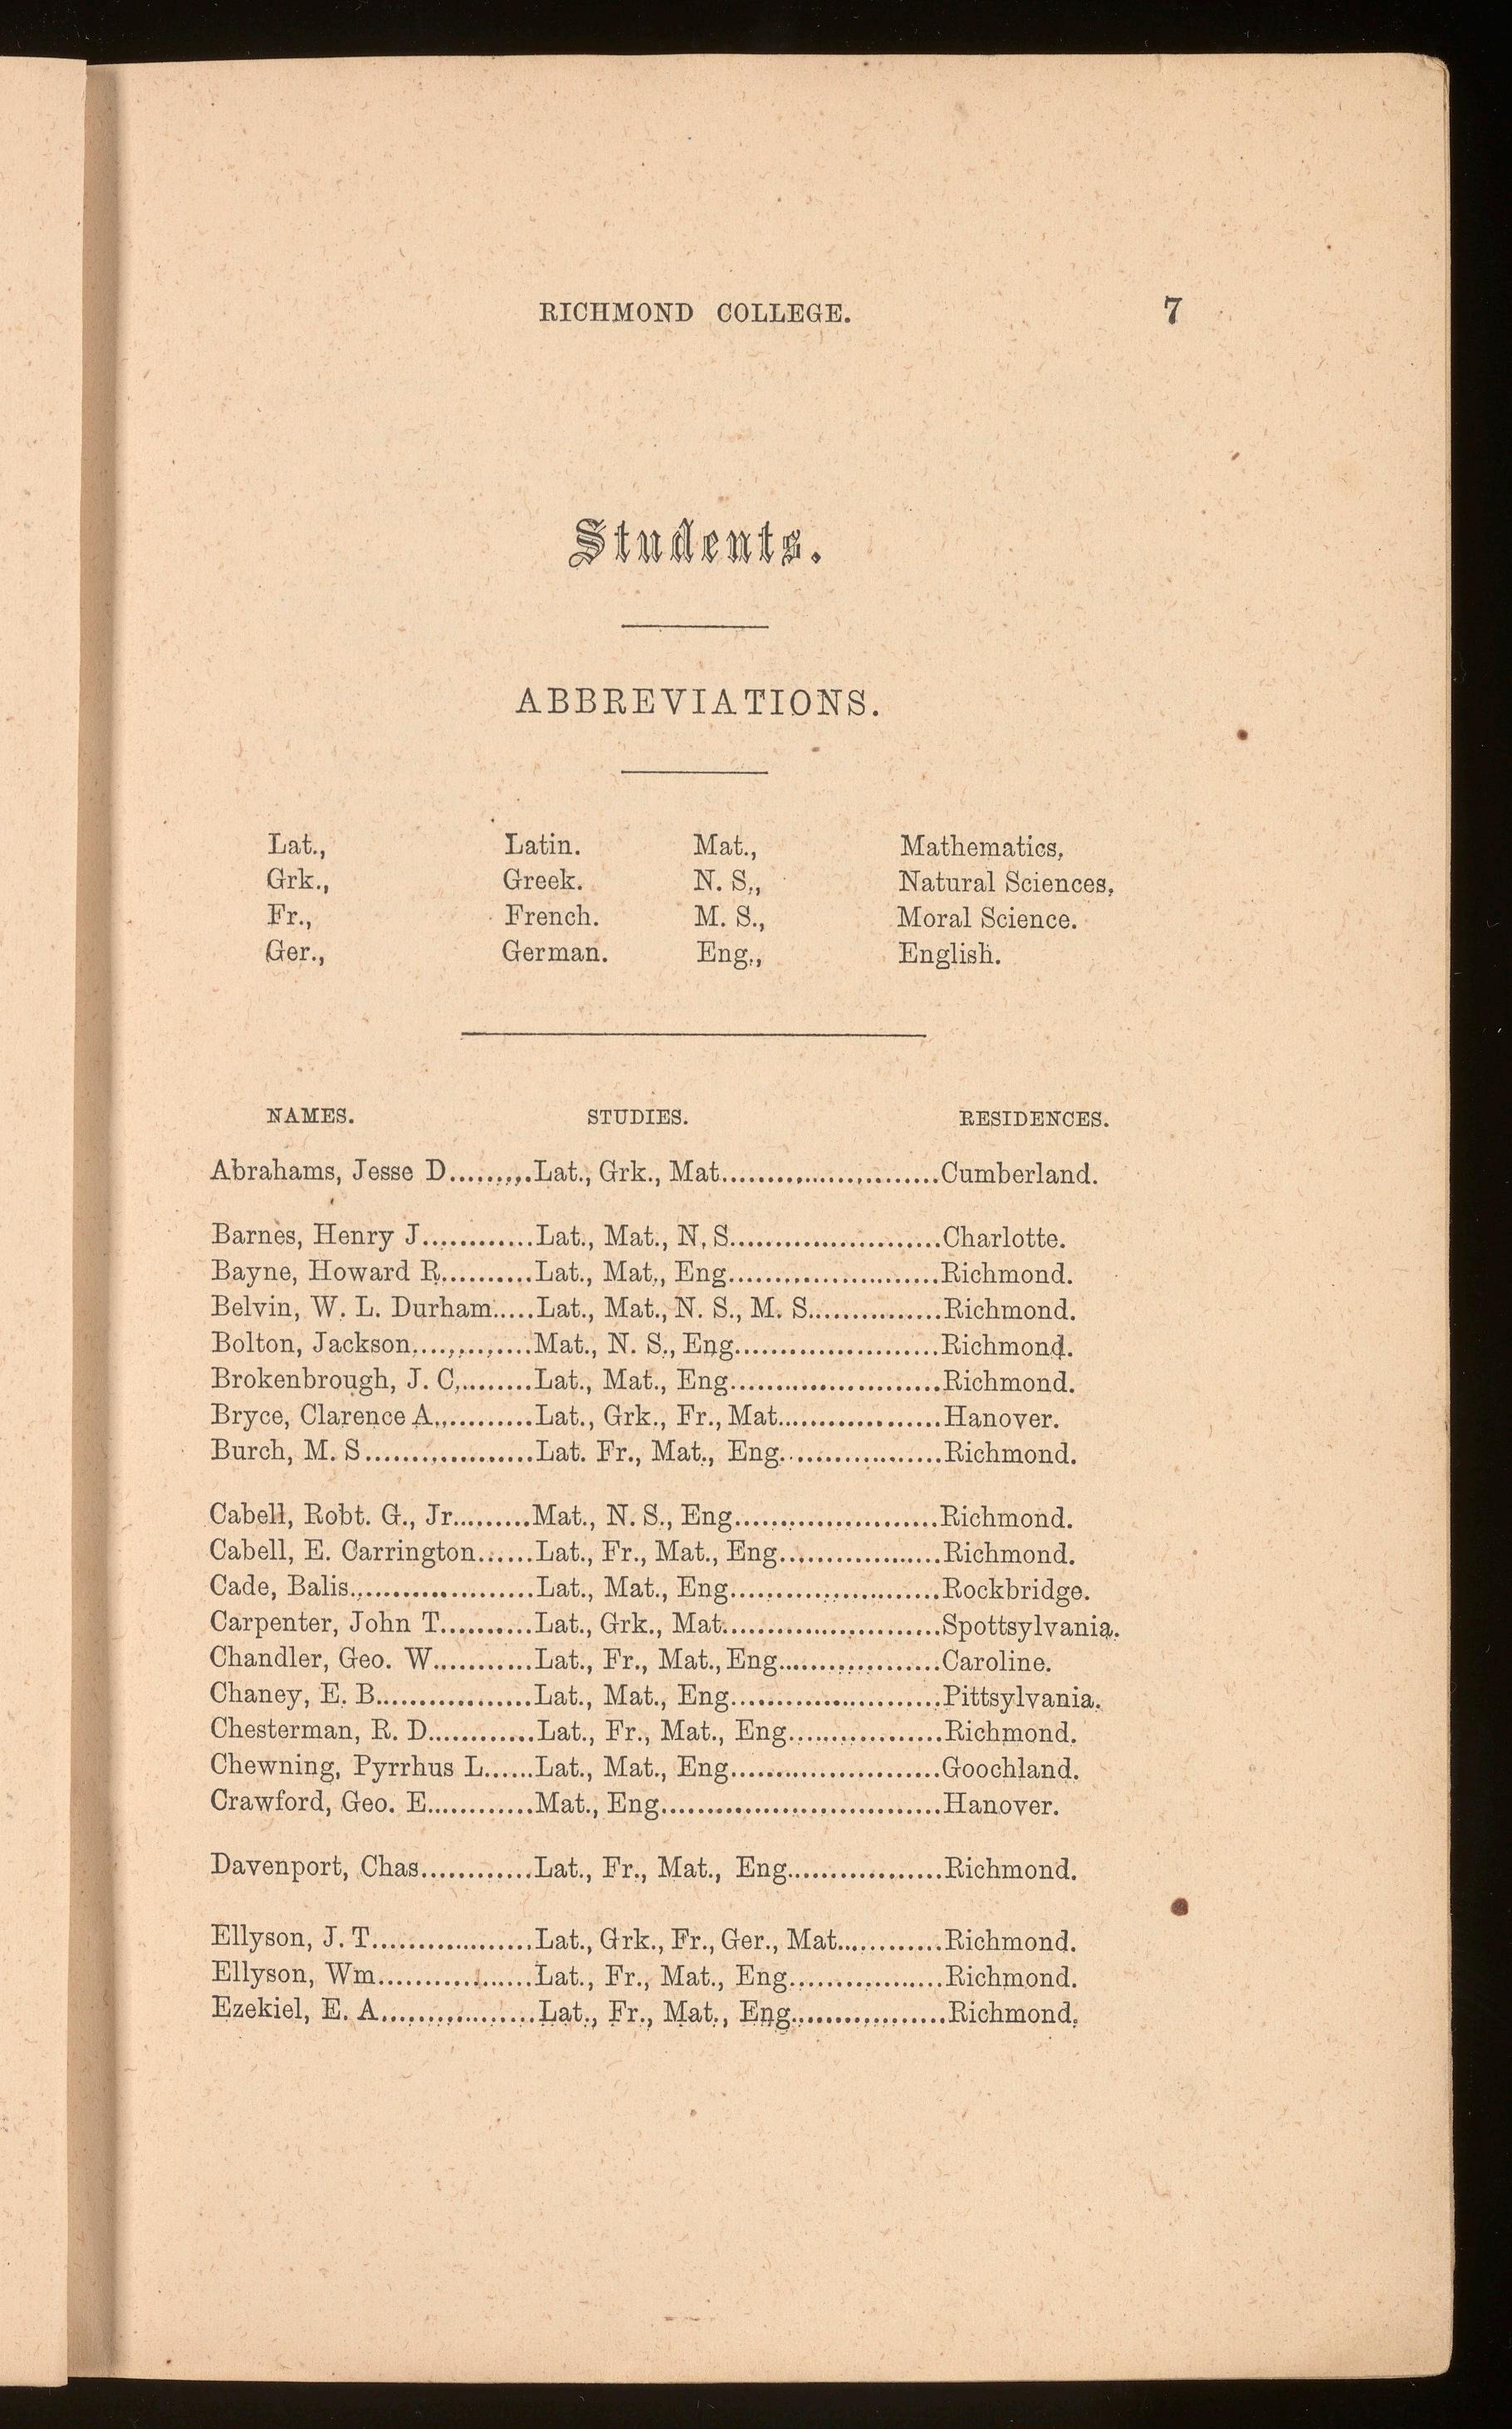 RICHMOND COLLEGE. 7
Students.
ABBREVIATIONS.
Lat., Latin. Mat., Mathematics,
Grk., Greek. N. S., Natural Sciences,
Fr., French. M. S., Moral Science.
Ger., German. Eng., English.
NAMES. STUDIES. RESIDENCES.
Abrahams, Jesse D.........Lat., Grk., Mat........................Cumberland.
Barnes, Henry J............Lat., Mat., N. S.......................Charlotte.
Bayne, Howard R..........Lat., Mat., Eng.......................Richmond.
Belvin, W. L. Durham.....Lat., Mat., N. S., M. S...............Richmond.
Bolton, Jackson.............Mat., N. S., Eng......................Richmond.
Brokenbrough, J. C.........Lat., Mat., Eng.......................Richmond.
Bryce, Clarence A...........Lat., Grk., Fr., Mat..................Hanover.
Burch, M. S..................Lat. Fr., Mat., Eng..................Richmond.
Cabell, Robt. G., Jr.........Mat., N. S., Eng......................Richmond.
Cabell, E. Carrington......Lat., Fr., Mat., Eng..................Richmond.
Cade, Balis....................Lat., Mat., Eng.......................Rockbridge.
Carpenter, John T..........Lat., Grk., Mat........................Spottsylvania.
Chandler, Geo. W...........Lat., Fr., Mat., Eng..................Caroline.
Chaney, E. B.................Lat., Mat., Eng.......................Pittsylvania.
Chesterman, R. D............Lat., Fr., Mat., Eng.................Richmond.
Chewning, Pyrrhus L......Lat., Mat., Eng.......................Goochland.
Crawford, Geo. E............Mat., Eng...............................Hanover.
Davenport, Chas............Lat., Fr., Mat., Eng.................Richmond.
Ellyson, J. T..................Lat., Grk., Fr., Ger., Mat............Richmond.
Ellyson, Wm.................Lat., Fr., Mat., Eng.................Richmond.
Ezekiel, E. A.................Lat., Fr., Mat., Eng.................Richmond.